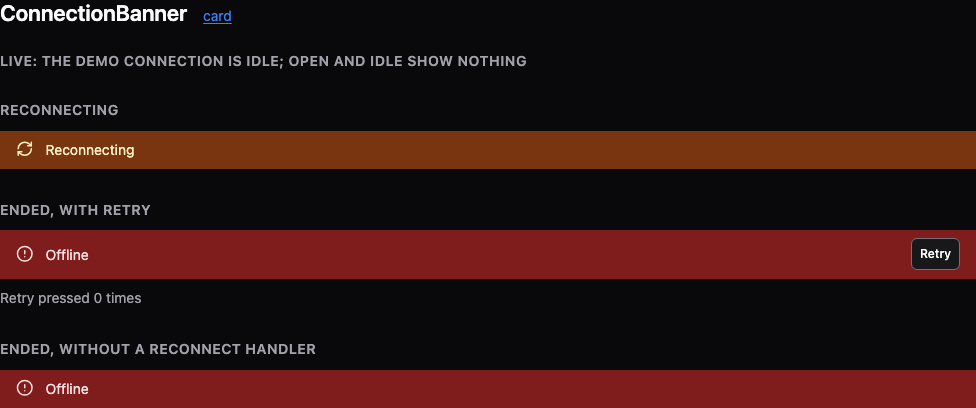 ConnectionBanner card
LIVE: THE DEMO CONNECTION IS IDLE; OPEN AND IDLE SHOW NOTHING
RECONNECTING
Reconnecting
ENDED, WITH RETRY
Offline Retry
Retry pressed 0 times
ENDED, WITHOUT A RECONNECT HANDLER
Offline